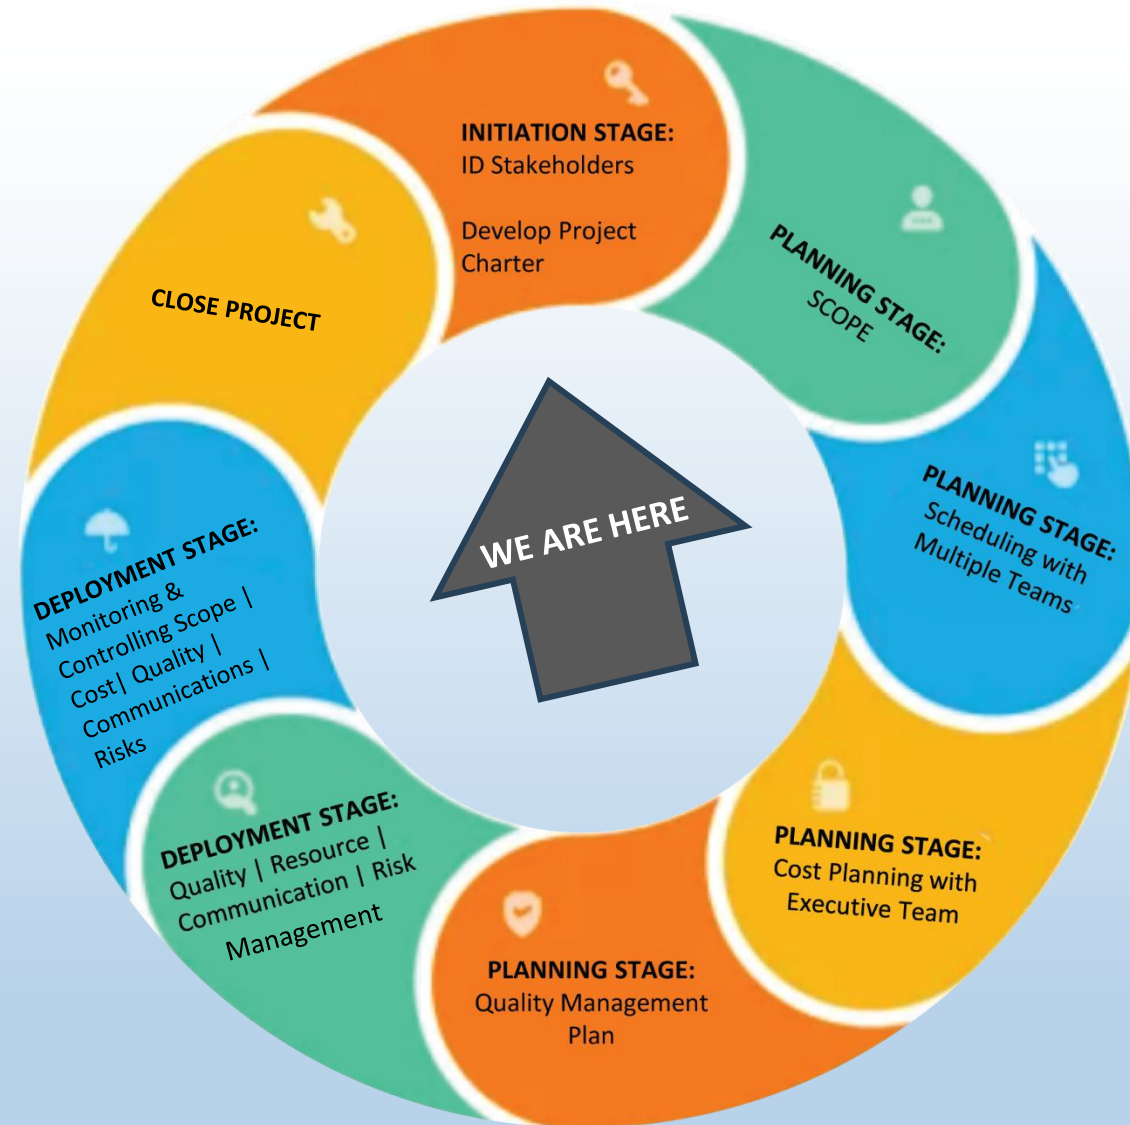 INITIATION STAGE:
ID Stakeholders
Develop Project
Charter
PLANNING STAGE:
SCOPE
PLANNING STAGE:
Scheduling with
Multiple Teams
PLANNING STAGE:
Cost Planning with
Executive Team
PLANNING STAGE:
Quality Management
Plan
DEPLOYMENT STAGE:
Quality | Resource |
Communication | Risk
Management
DEPLOYMENT STAGE:
Monitoring &
Controlling Scope |
Cost| Quality |
Communications |
Risks
CLOSE PROJECT
WE ARE HERE